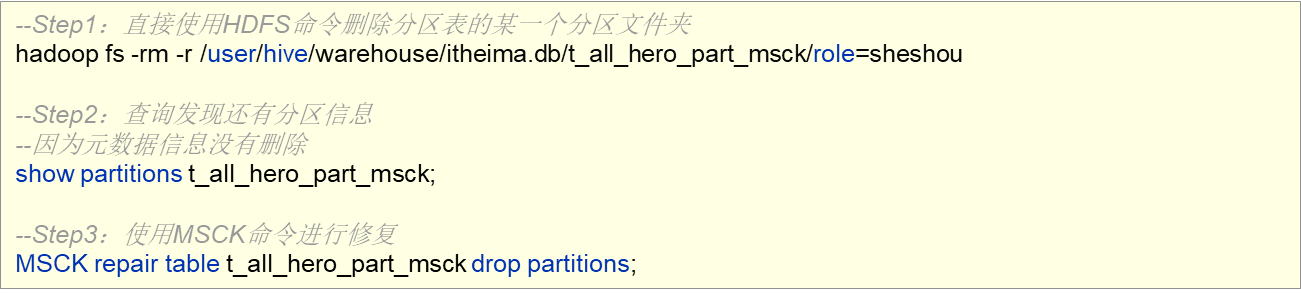 --Step1：直接使用HDFS命令删除分区表的某一个分区文件夹
hadoop fs -rm -r /user/hive/warehouse/itheima.db/t_all_hero_part_msck/role=sheshou
--Step2：查询发现还有分区信息
--因为元数据信息没有删除
show partitions t_all_hero_part_msck;
--Step3：使用MSCK命令进行修复
MSCK repair table t_all_hero_part_msck drop partitions;